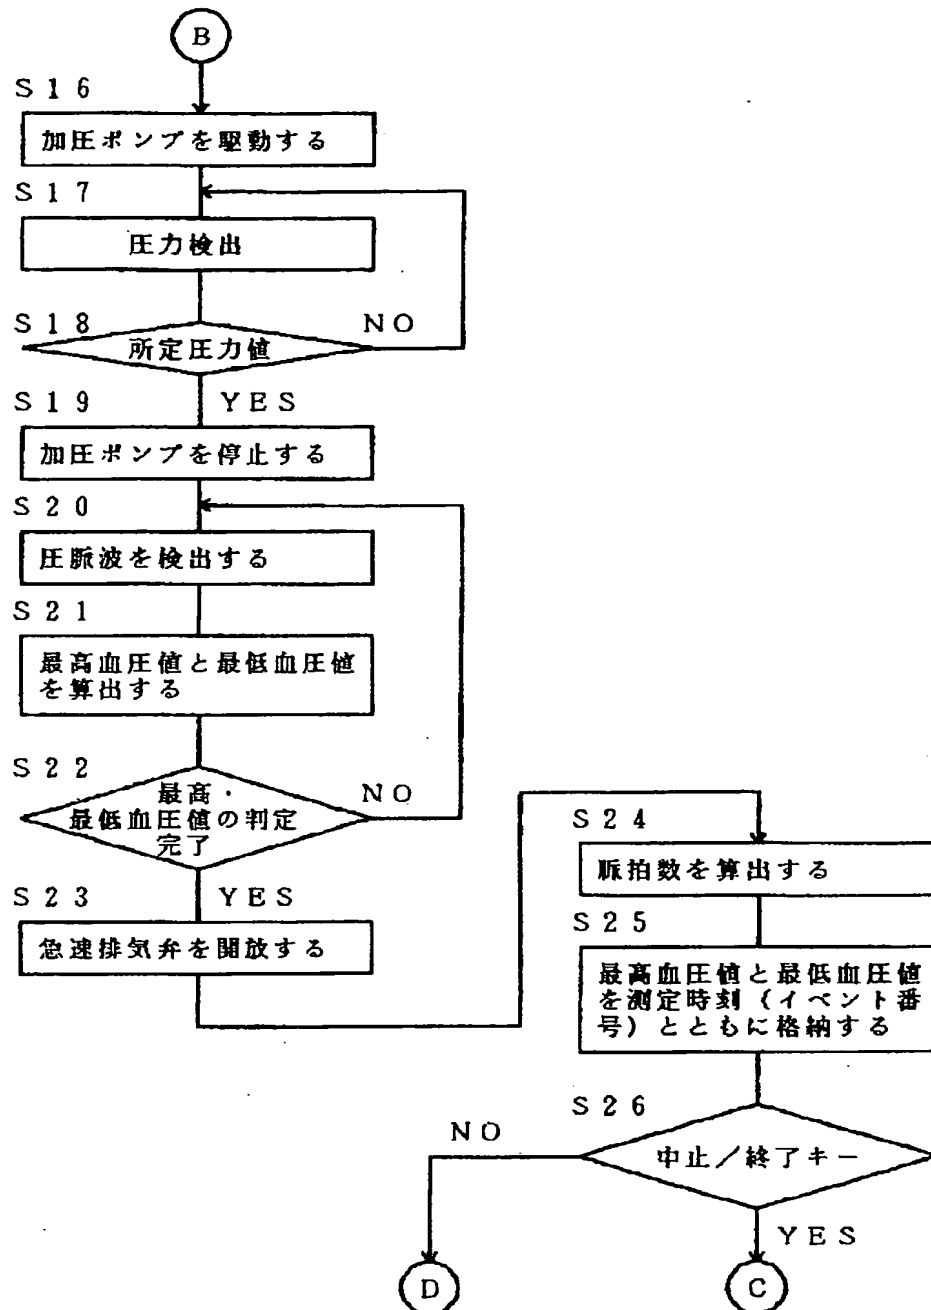 B
S16
加圧ポンプを駆動する
S17
圧力検出
S18
NO
所定圧力値
S19
YES
加圧ポンプを停止する
S20
圧脈波を検出する
S21
最高血圧値と最低血圧値
を算出する
S22
NO
最高・
最低血圧値の判定
完了
S23
YES
急速排気弁を開放する
S24
脈拍数を算出する
S25
最高血圧値と最低血圧値
を測定時刻（イベント番
号）とともに格納する
S26
NO
中止／終了キー
YES
D
C